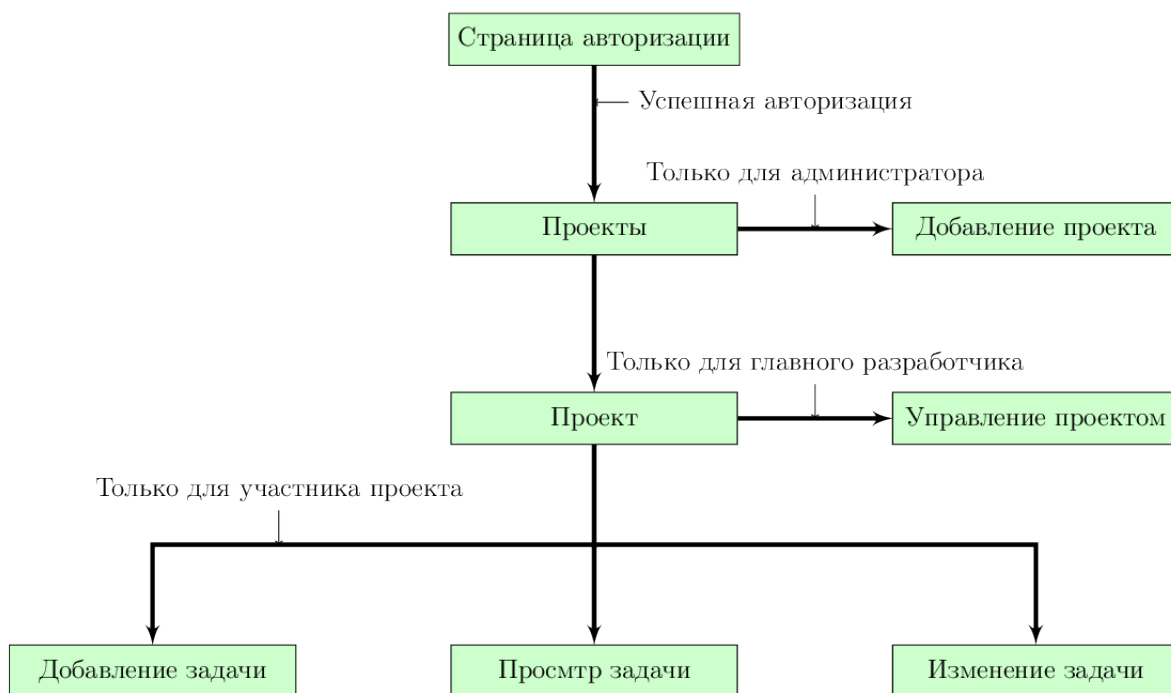 Страница авторизации
Успешная авторизация
Только для администратора
Проекты
Добавление проекта
Только для главного разработчика
Проект
Управление проектом
Только для участника проекта
Добавление задачи
Просмтр задачи
Изменение задачи